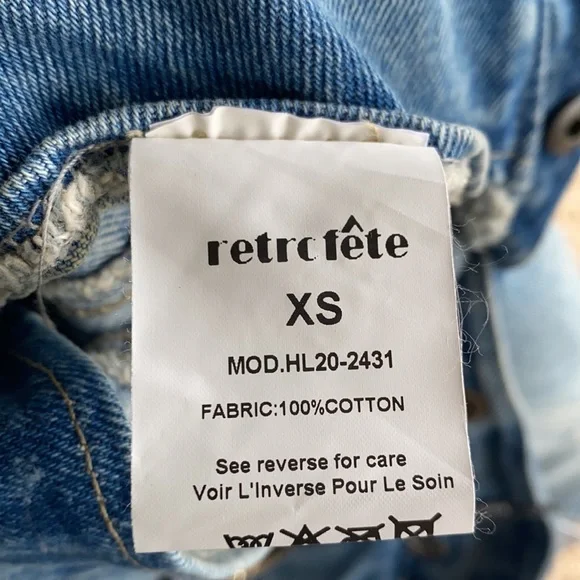 retrofête
XS
MOD.HL20-2431
FABRIC:100%COTTON
See reverse for care
Voir L'Inverse Pour Le Soin